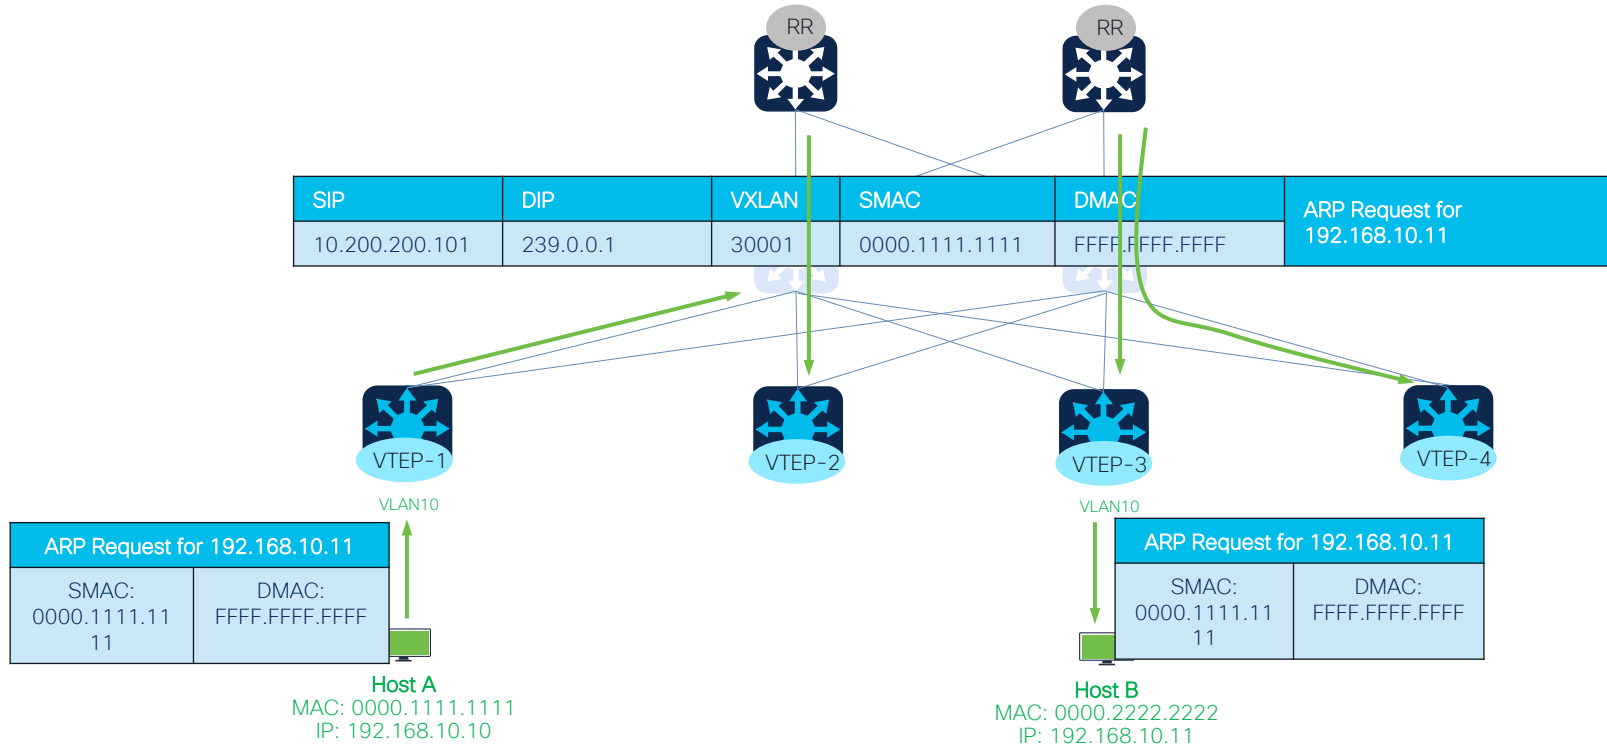 RR
RR
SIP
DIP
VXLAN
SMAC
DMAC
ARP Request for
192.168.10.11
10.200.200.101
239.0.0.1
30001
0000.1111.1111
FFFF.FFFF.FFFF
VTEP-1
VTEP-2
VTEP-3
VTEP-4
VLAN10
VLAN10
ARP Request for 192.168.10.11
SMAC:
0000.1111.11
11
DMAC:
FFFF.FFFF.FFFF
ARP Request for 192.168.10.11
SMAC:
0000.1111.11
11
DMAC:
FFFF.FFFF.FFFF
Host A
MAC: 0000.1111.1111
IP: 192.168.10.10
Host B
MAC: 0000.2222.2222
IP: 192.168.10.11